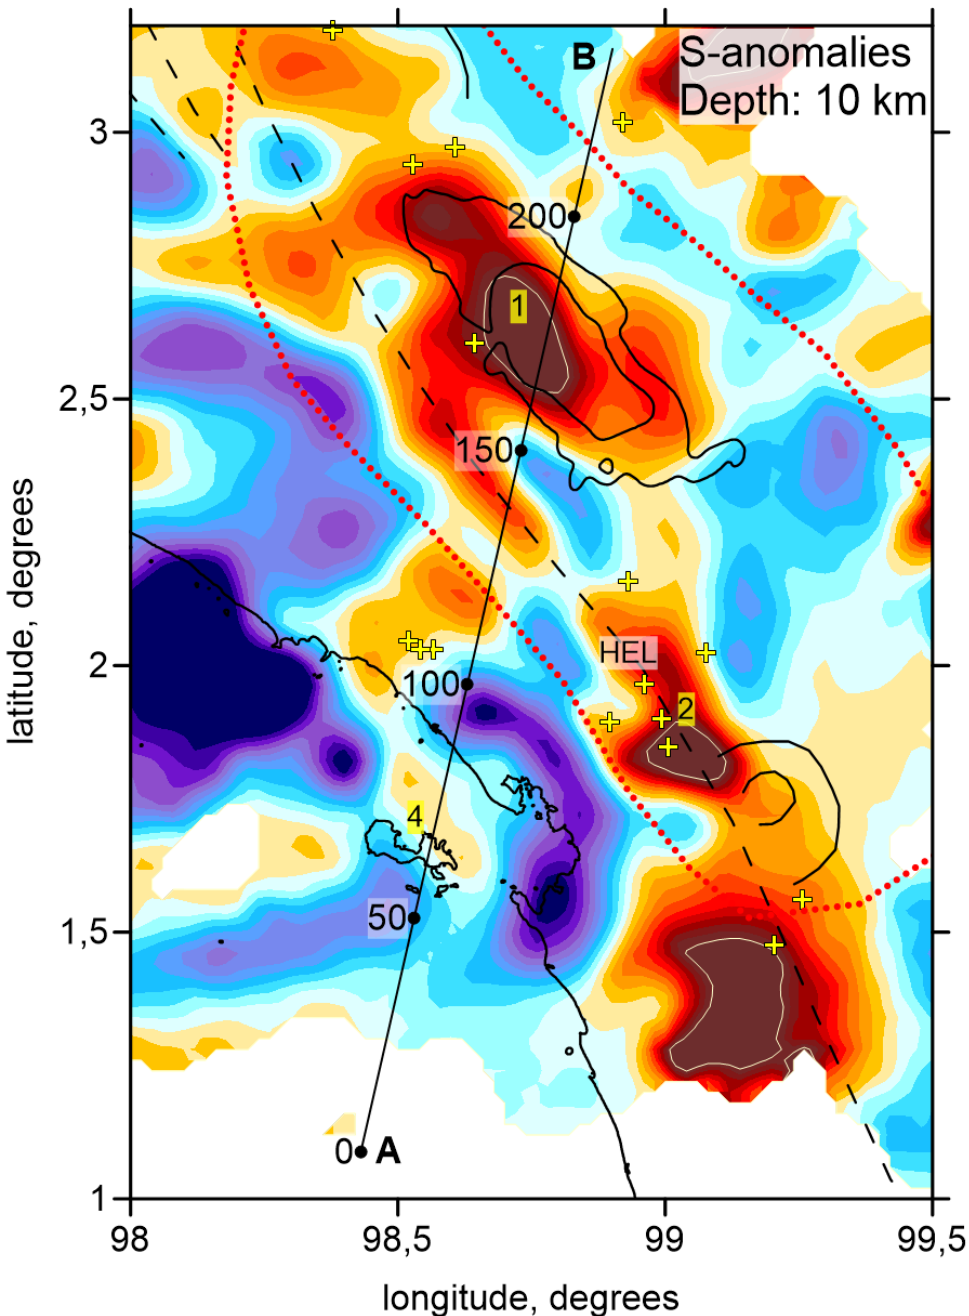 B
S-anomalies
Depth: 10 km
3
200
1
2,5
150
HEL
2
100
2
4
50
1,5
0
A
1
98
98,5
99
99,5
latitude, degrees
longitude, degrees